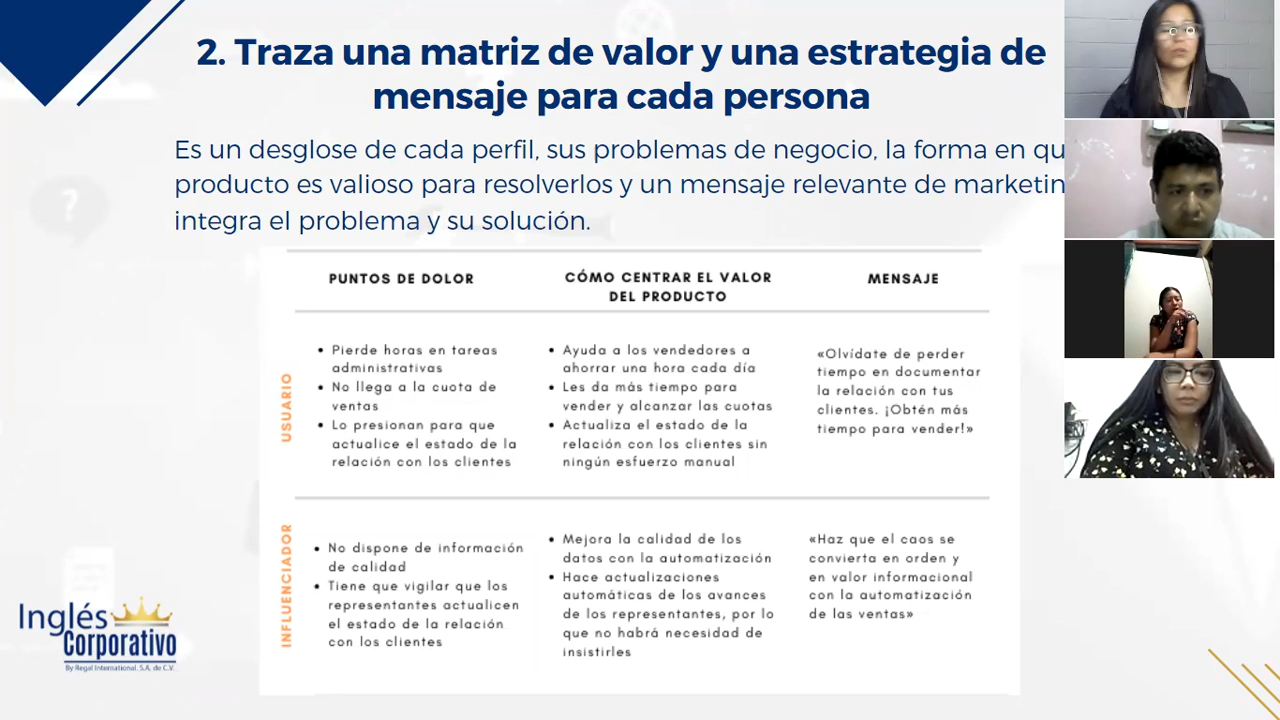 2. Traza una matriz de valor y una estrategia de
mensaje para cada persona
Es un desglose de cada perfil, sus problemas de negocio, la forma en qu
producto es valioso para resolverlos y un mensaje relevante de marketin
integra el problema y su solución.
PUNTOS DE DOLOR
CÓMO CENTRAR EL VALOR
DEL PRODUCTO
MENSAJE
USUARIO
• Pierde horas en tareas
administrativas
• No llega a la cuota de
ventas
• Lo presionan para que
actualice el estado de la
relación con los clientes
• Ayuda a los vendedores a
ahorrar una hora cada día
• Les da más tiempo para
vender y alcanzar las cuotas
• Actualiza el estado de la
relación con los clientes sin
ningún esfuerzo manual
«Olvídate de perder
tiempo en documentar
la relación con tus
clientes. ¡Obtén más
tiempo para vender!»
INFLUENCIADOR
• No dispone de información
de calidad
• Tiene que vigilar que los
representantes actualicen
el estado de la relación
con los clientes
• Mejora la calidad de los
datos con la automatización
• Hace actualizaciones
automáticas de los avances
de los representantes, por lo
que no habrá necesidad de
insistirles
«Haz que el caos se
convierta en orden y
en valor informacional
con la automatización
de las ventas»
Inglés
Corporativo
By Regal International, S.A. de C.V.
?